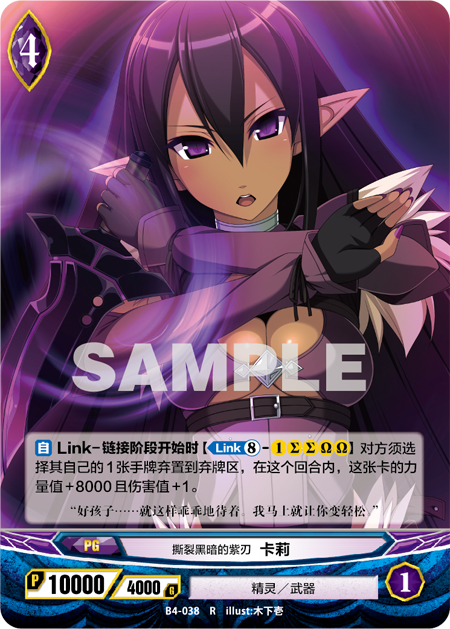 4
SAMPLE
自 Link-链接阶段开始时【Link⑧-①ΣΣΩΩ】对方须选
择其自己的1张手牌弃置到弃牌区，在这个回合内，这张卡的力
量值+8000且伤害值+1。
“好孩子……就这样乖乖地待着。我马上就让你变轻松。”
PG 撕裂黑暗的紫刃 卡莉
P 10000 / 4000 G 精灵／武器 1
B4-038 R illust:木下壱